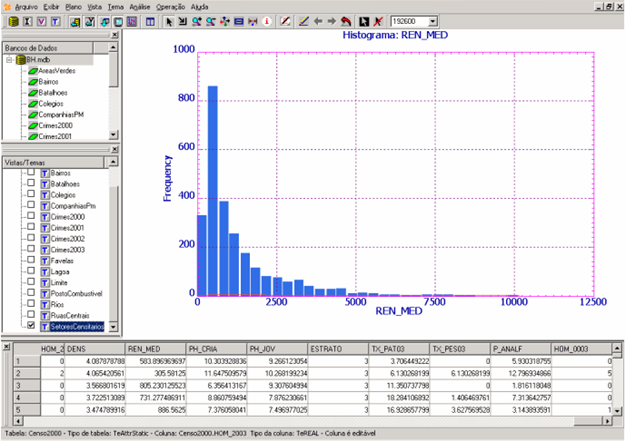 Arquivo Exibir Plano Vista Tema Análise Operação Ajuda
192600
Bancos de Dados
BH.mdb
AreasVerdes
Bairros
Batalhoes
Colegios
CompanhiasPM
Crimes2000
Crimes2001
Vistas/Temas
Bairros
Batalhoes
Colegios
CompanhiasPm
Crimes2000
Crimes2001
Crimes2002
Crimes2003
Favelas
Lagoa
Limite
PostoCombustivel
Rios
RuasCentrais
SetoresCensitarios
Histograma: REN_MED
Frequency
1000
800
600
400
200
0
0 2500 5000 7500 10000 12500
REN_MED
HOM_2 DENS REN_MED PH_CRIA PH_JOV ESTRATO TX_PAT03 TX_PES03 P_ANALF HOM_0003
1 0 4.087878788 583.896969697 10.303928836 9.266123054 3 3.706449222 5.930318755 0
2 2 4.065420561 305.58125 11.647509579 10.268199234 3 6.130268199 6.130268199 12.796934866 5
3 0 3.566801619 805.230125523 6.356413167 9.307604994 3 11.350737798 1.816118048 0
4 0 3.722513089 731.277486911 8.860759494 7.876230661 3 18.284106892 1.406469761 7.313642757 0
5 0 3.474789916 886.5625 7.376058041 7.496977025 3 16.928657799 3.627569528 3.143893591 1
Tabela: Censo2000 - Tipo de tabela: TeAttrStatic - Coluna: Censo2000.HOM_2003 Tipo da coluna: TeREAL - Coluna é editável